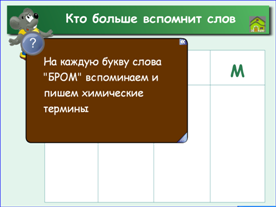 Кто больше вспомнит слов
?
На каждую букву слова
"БРОМ" вспоминаем и
пишем химические
термины
М